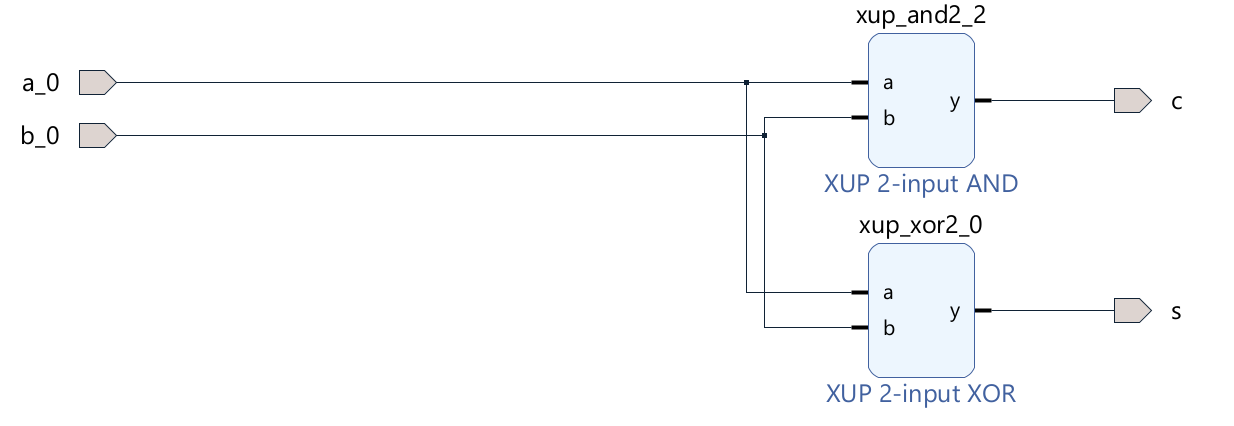 xup_and2_2
a_0
a
y
c
b_0
b
XUP 2-input AND
xup_xor2_0
a
y
s
b
XUP 2-input XOR